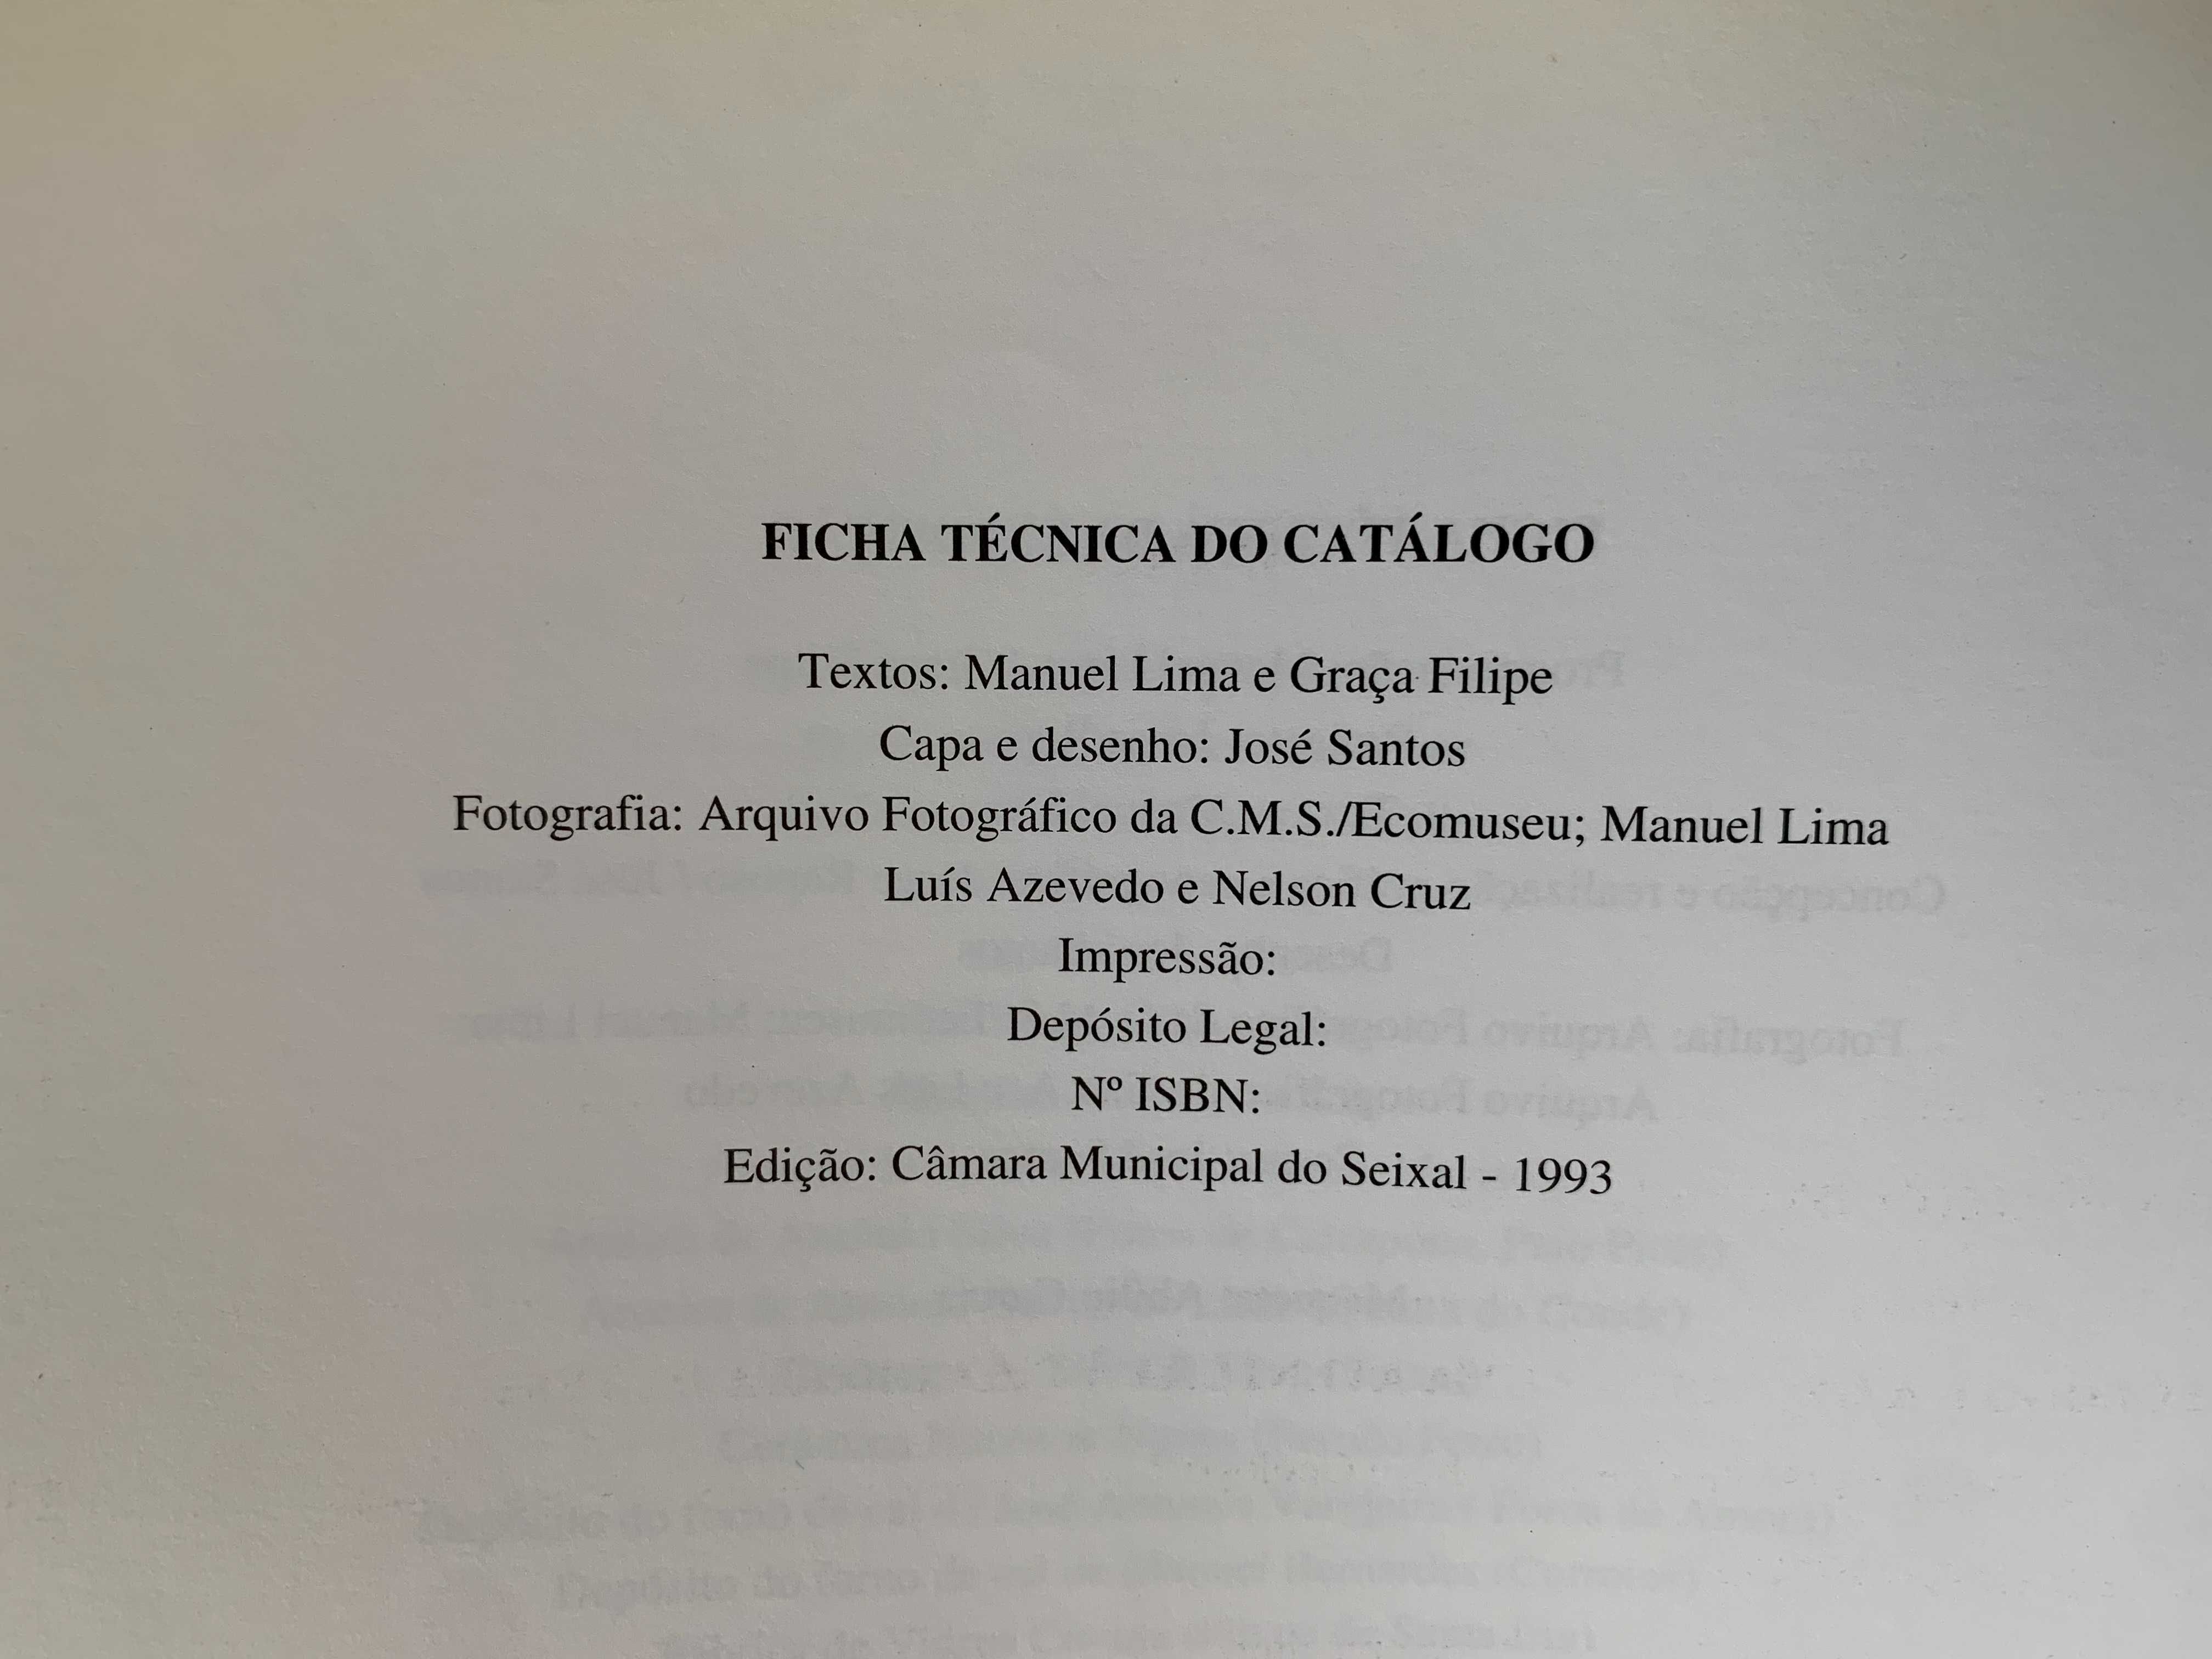 FICHA TÉCNICA DO CATÁLOGO
Textos: Manuel Lima e Graça Filipe
Capa e desenho: José Santos
Fotografia: Arquivo Fotográfico da C.M.S./Ecomuseu; Manuel Lima
Luís Azevedo e Nelson Cruz
Impressão:
Depósito Legal:
Nº ISBN:
Edição: Câmara Municipal do Seixal - 1993